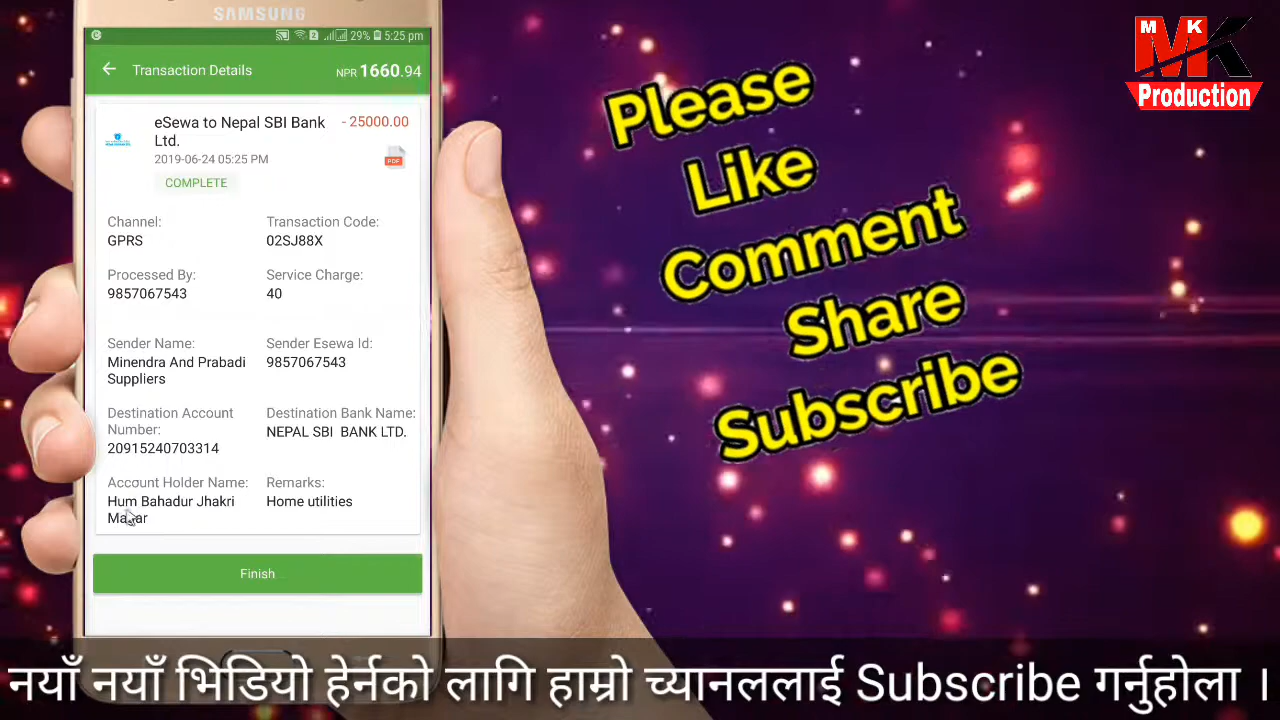 SAMSUNG
29% 5:25 pm
Transaction Details NPR 1660.94
eSewa to Nepal SBI Bank Ltd. - 25000.00
2019-06-24 05:25 PM
PDF
COMPLETE
Channel: Transaction Code:
GPRS 02SJ88X
Processed By: Service Charge:
9857067543 40
Sender Name: Sender Esewa Id:
Minendra And Prabadi 9857067543
Suppliers
Destination Account Destination Bank Name:
Number: NEPAL SBI BANK LTD.
20915240703314
Account Holder Name: Remarks:
Hum Bahadur Jhakri Home utilities
Magar
Finish
Please
Like
Comment
Share
Subscribe
M K
MK
Production
नयाँ नयाँ भिडियो हेर्नको लागि हाम्रो च्यानललाई Subscribe गर्नुहोला ।